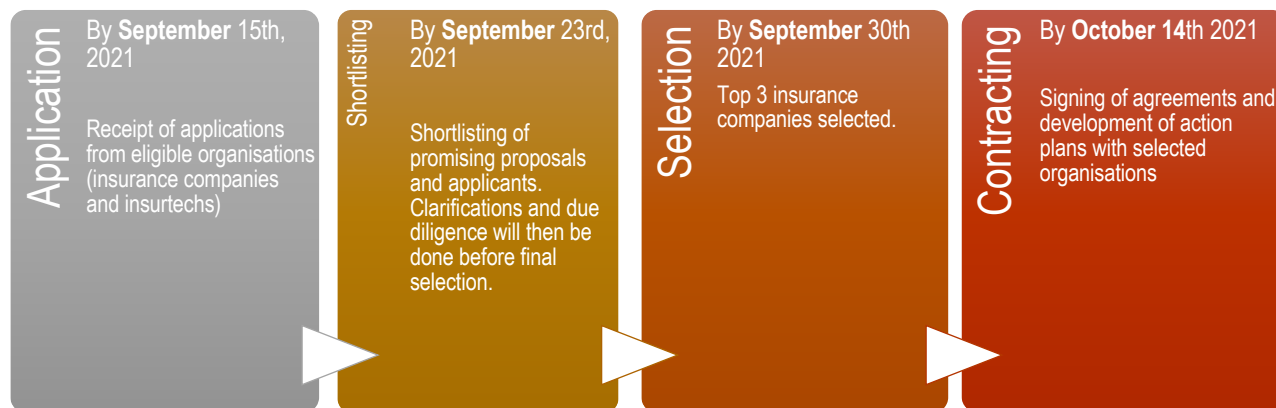 Application
By September 15th,
2021
Receipt of applications
from eligible organisations
(insurance companies
and insurtechs)
Shortlisting
By September 23rd,
2021
Shortlisting of
promising proposals
and applicants.
Clarifications and due
diligence will then be
done before final
selection.
Selection
By September 30th
2021
Top 3 insurance
companies selected.
Contracting
By October 14th 2021
Signing of agreements and
development of action
plans with selected
organisations